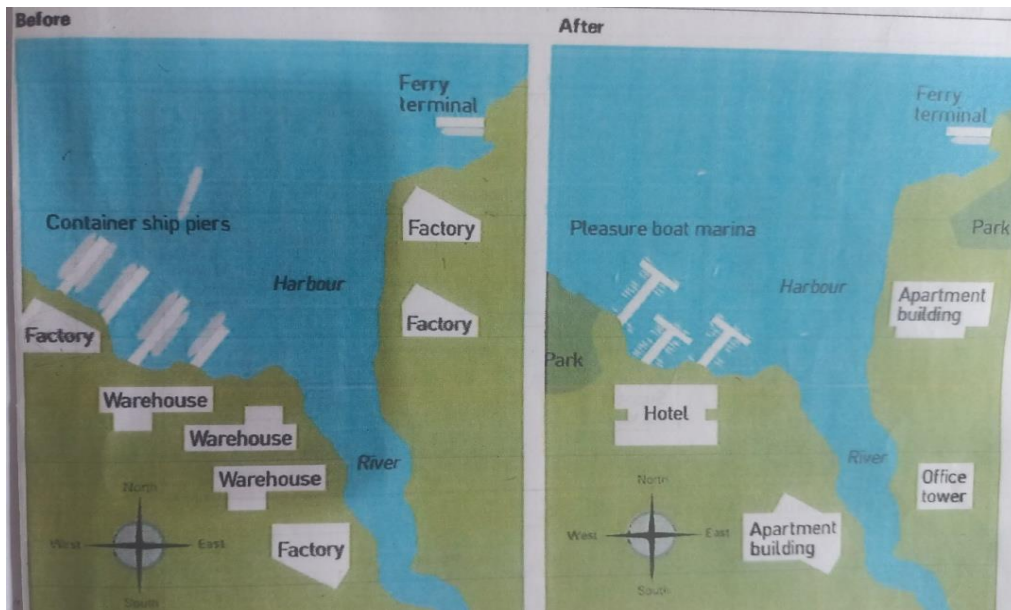 Before
Ferry
terminal
Container ship piers
Factory
Harbour
Factory
Factory
Warehouse
Warehouse
River
Warehouse
North
West
East
Factory
South
After
Ferry
terminal
Pleasure boat marina
Park
Harbour
Apartment
building
Park
Hotel
River
Office
tower
North
West
East
Apartment
building
South